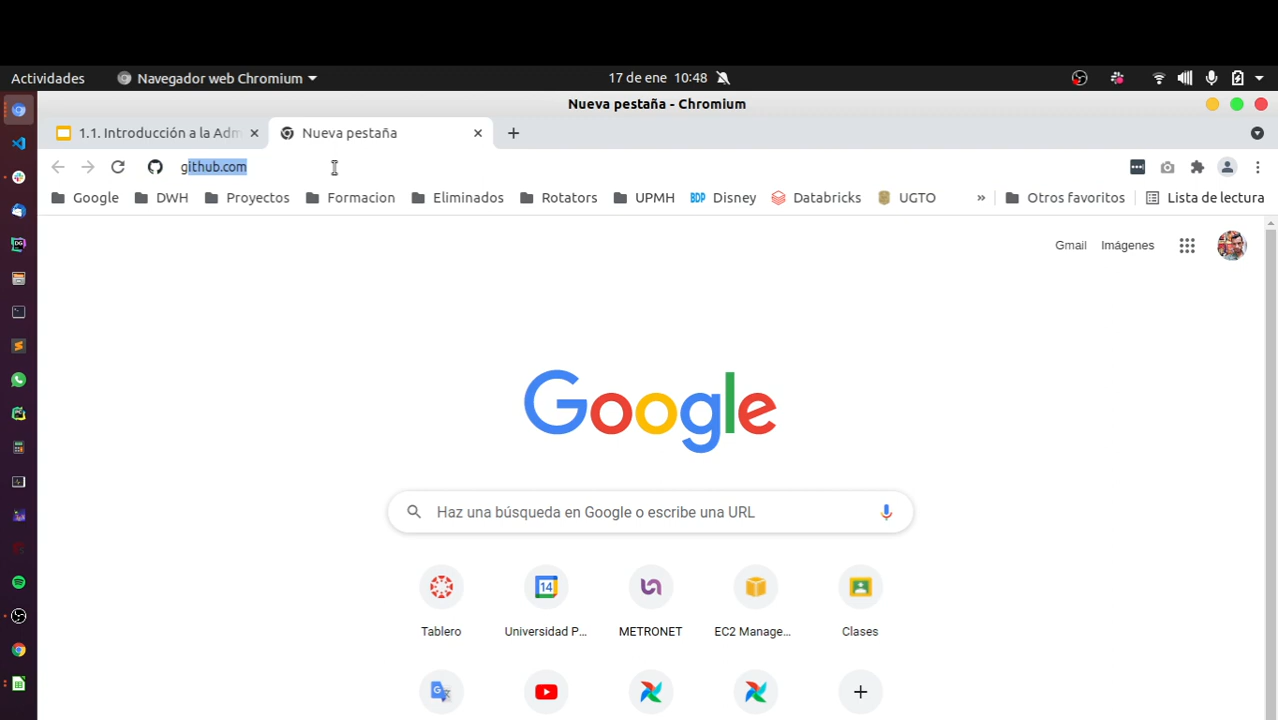 Actividades
Navegador web Chromium
17 de ene 10:48
Nueva pestaña - Chromium
1.1. Introducción a la Adm
Nueva pestaña
github.com
Google
DWH
Proyectos
Formacion
Eliminados
Rotators
UPMH
BDP Disney
Databricks
UGTO
»
Otros favoritos
Lista de lectura
Gmail
Imágenes
Google
Haz una búsqueda en Google o escribe una URL
14
Tablero
Universidad P...
METRONET
EC2 Manage...
Clases